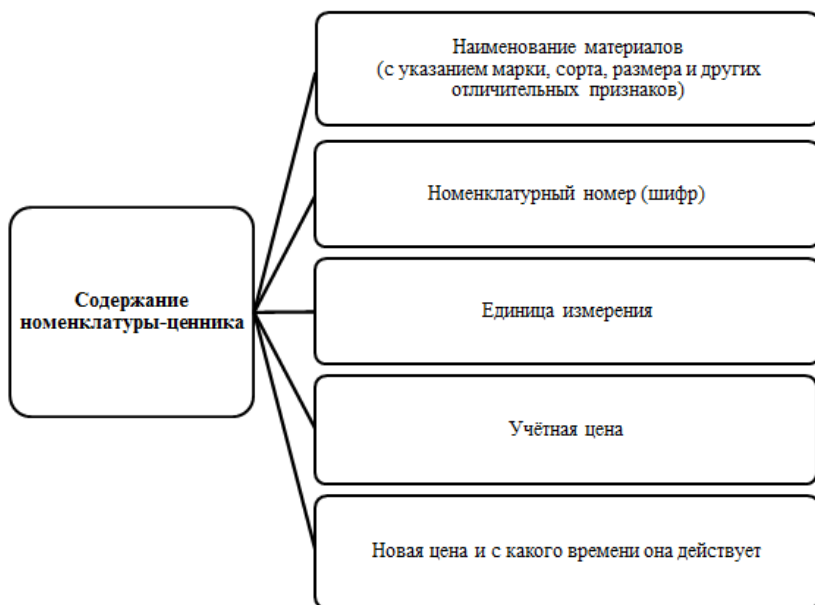 Наименование материалов
(с указанием марки, сорта, размера и других
отличительных признаков)
Номенклатурный номер (шифр)
Содержание
номенклатуры-ценника
Единица измерения
Учётная цена
Новая цена и с какого времени она действует